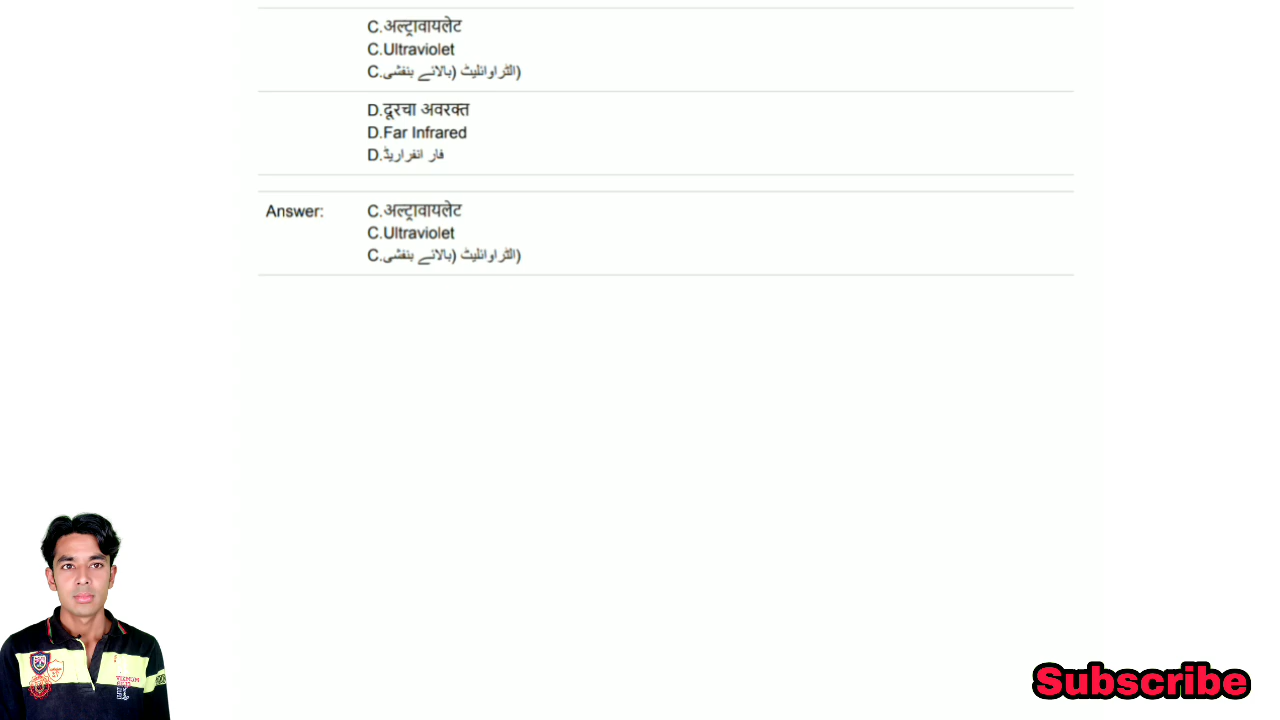 C.अल्ट्रावायलेट
C.Ultraviolet
C.الٹراوائلیٹ (بالائے بنفشی)
D.दूरचा अवरक्त
D.Far Infrared
D.فار انفراریڈ
Answer: C.अल्ट्रावायलेट
C.Ultraviolet
C.الٹراوائلیٹ (بالائے بنفشی)
Subscribe